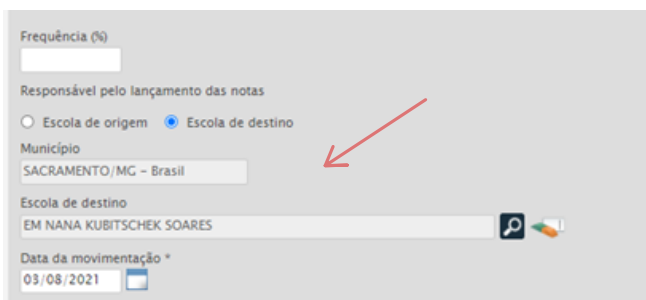 Frequência (%)
Responsável pelo lançamento das notas
Escola de origem Escola de destino
Município
SACRAMENTO/MG - Brasil
Escola de destino
EM NANA KUBITSCHEK SOARES
Data da movimentação *
03/08/2021